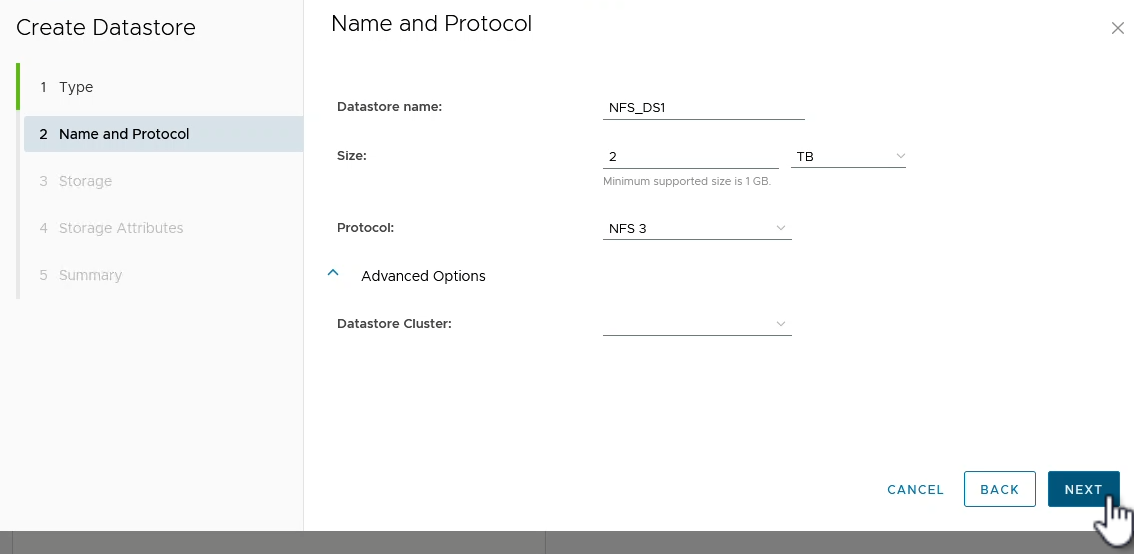 Create Datastore
1 Type
2 Name and Protocol
3 Storage
4 Storage Attributes
5 Summary
Name and Protocol
Datastore name: NFS_DS1
Size: 2 TB
Minimum supported size is 1 GB.
Protocol: NFS 3
Advanced Options
Datastore Cluster:
CANCEL BACK NEXT